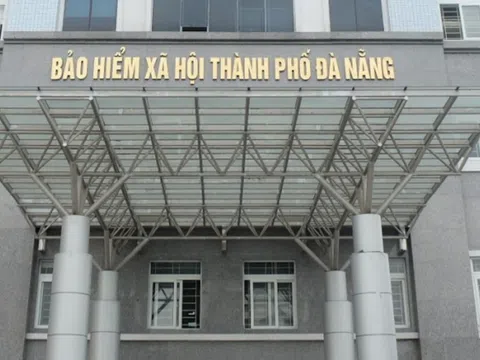 BẢO HIỂM XÃ HỘI THÀNH PHỐ ĐÀ NẴNG